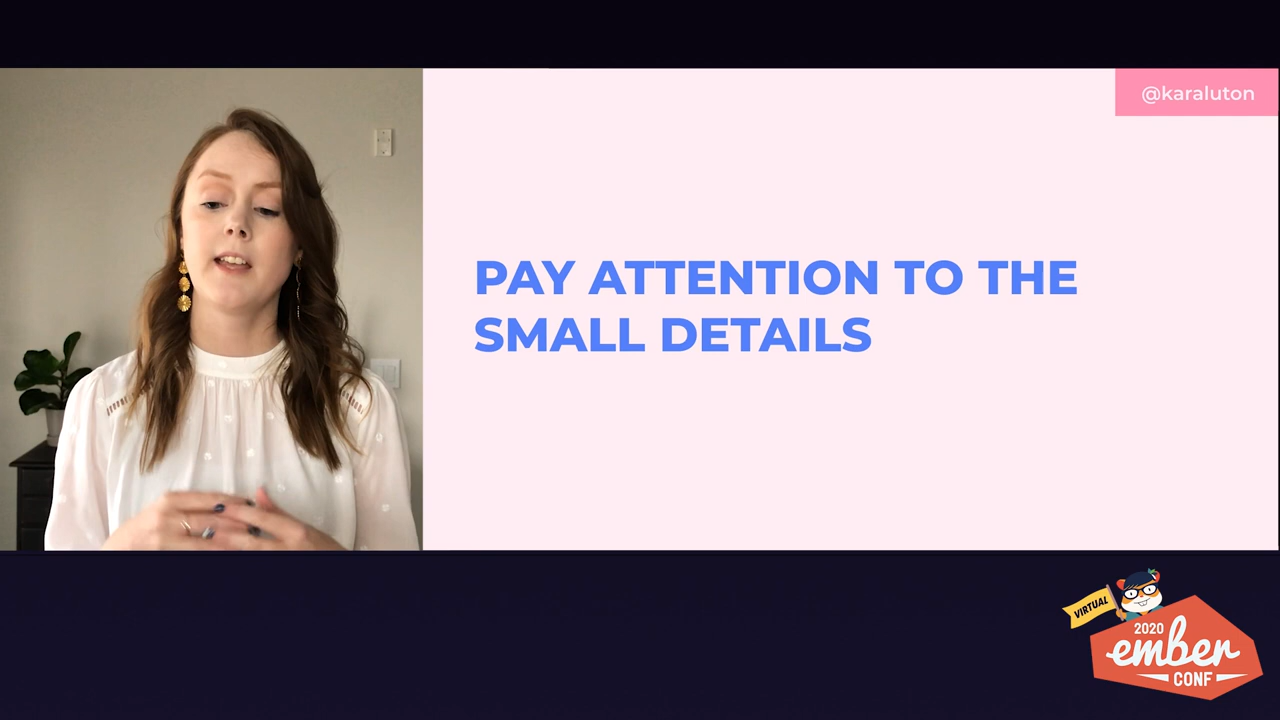 @karaluton
PAY ATTENTION TO THE
SMALL DETAILS
VIRTUAL
2020
ember
CONF